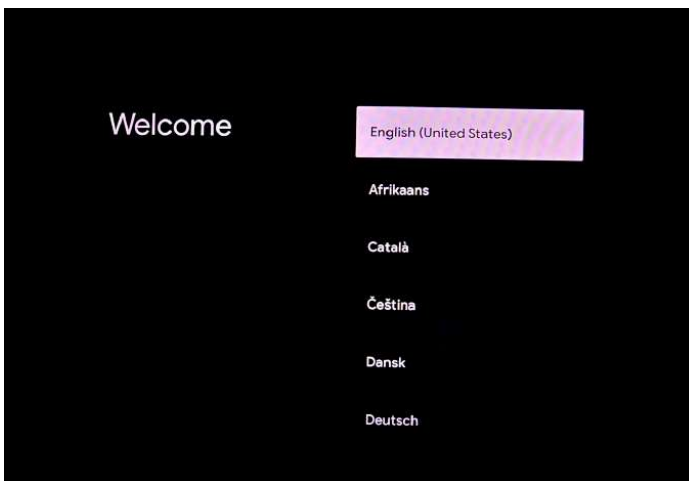 Welcome
English (United States)
Afrikaans
Català
Čeština
Dansk
Deutsch